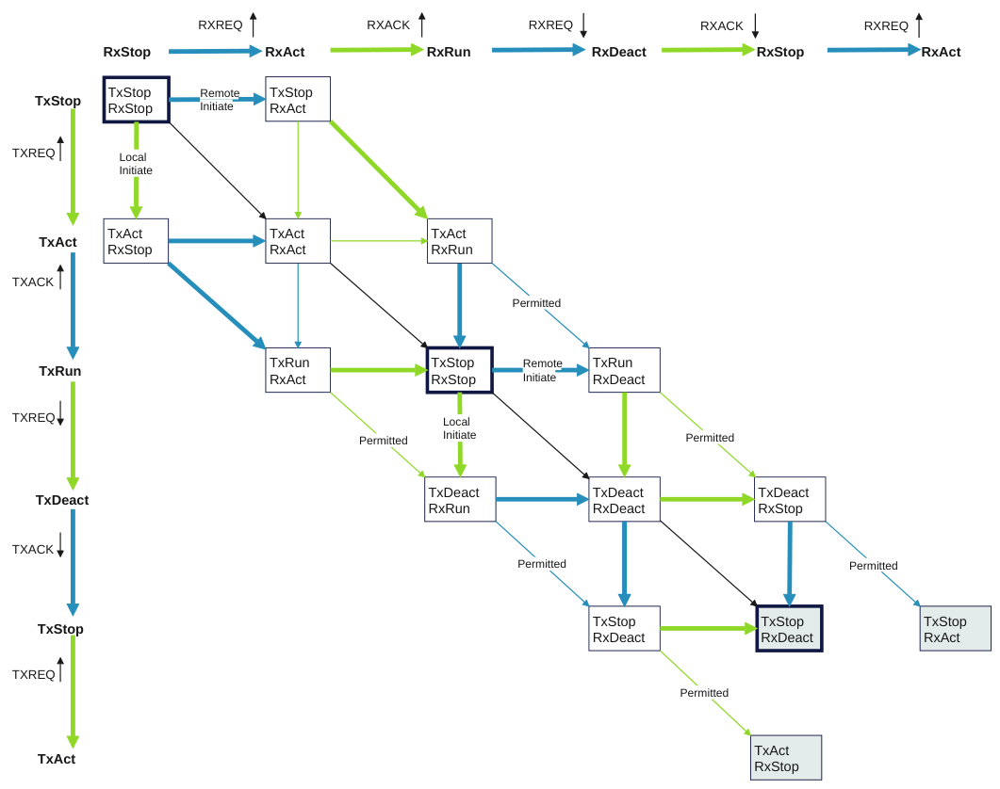 RXREQ
RXACK
RXREQ
RXACK
RXREQ
RxStop
RxAct
RxRun
RxDeact
RxStop
RxAct
TxStop
TxStop
RxStop
Remote
Initiate
TxStop
RxAct
TXREQ
Local
Initiate
TxAct
TxAct
RxStop
TxAct
RxAct
TxAct
RxRun
TXACK
Permitted
TxRun
TxRun
RxAct
TxStop
RxStop
Remote
Initiate
TxRun
RxDeact
TXREQ
Permitted
Local
Initiate
Permitted
TxDeact
TxDeact
RxRun
TxDeact
RxDeact
TxDeact
RxStop
TXACK
Permitted
Permitted
TxStop
TxStop
RxDeact
TxStop
RxDeact
TxStop
RxAct
TXREQ
Permitted
TxAct
TxAct
RxStop